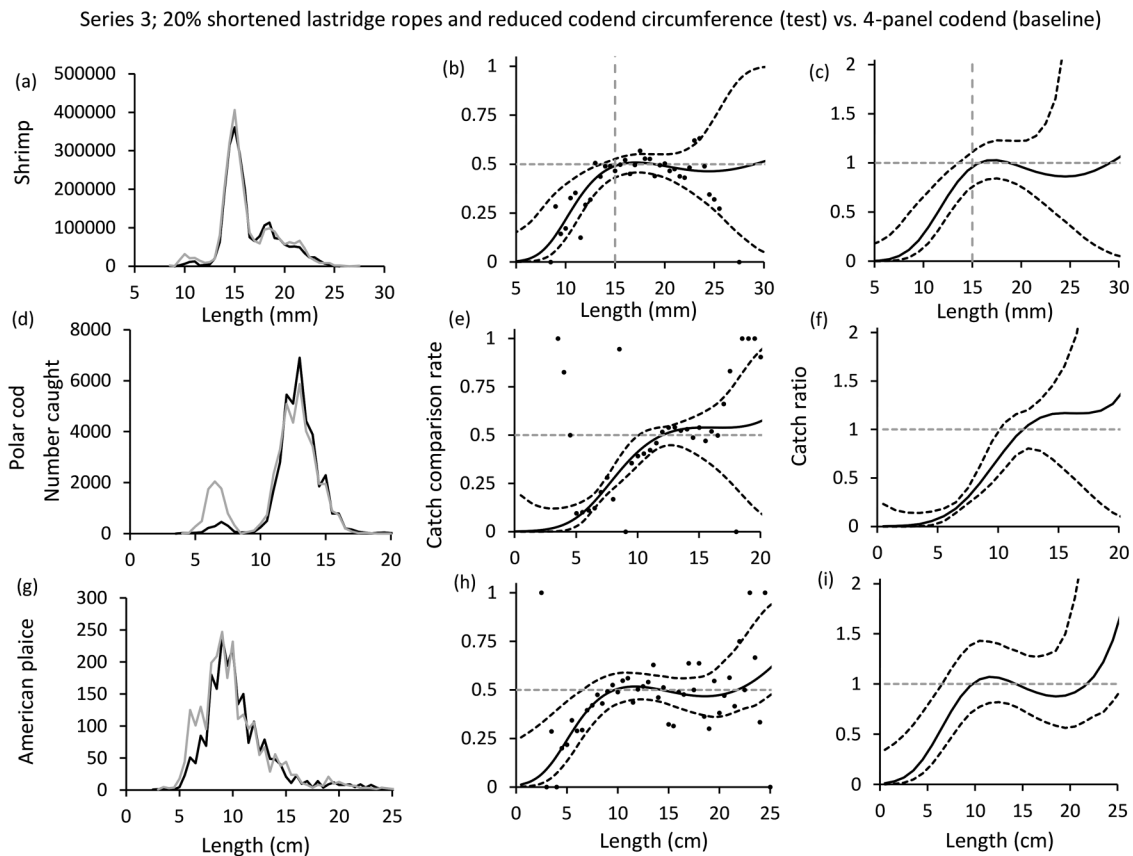 Series 3; 20% shortened lastridge ropes and reduced codend circumference (test) vs. 4-panel codend (baseline)
(a)
Shrimp
500000
400000
300000
200000
100000
0
5 10 15 20 25 30
Length (mm)
(b)
1
0.75
0.5
0.25
0
5 10 15 20 25 30
Length (mm)
(c)
2
1.5
1
0.5
0
5 10 15 20 25 30
Length (mm)
(d)
Polar cod
Number caught
8000
6000
4000
2000
0
0 5 10 15 20
(e)
Catch comparison rate
1
0.75
0.5
0.25
0
0 5 10 15 20
(f)
Catch ratio
2
1.5
1
0.5
0
0 5 10 15 20
(g)
American plaice
300
250
200
150
100
50
0
0 5 10 15 20 25
Length (cm)
(h)
1
0.75
0.5
0.25
0
0 5 10 15 20 25
Length (cm)
(i)
2
1.5
1
0.5
0
0 5 10 15 20 25
Length (cm)